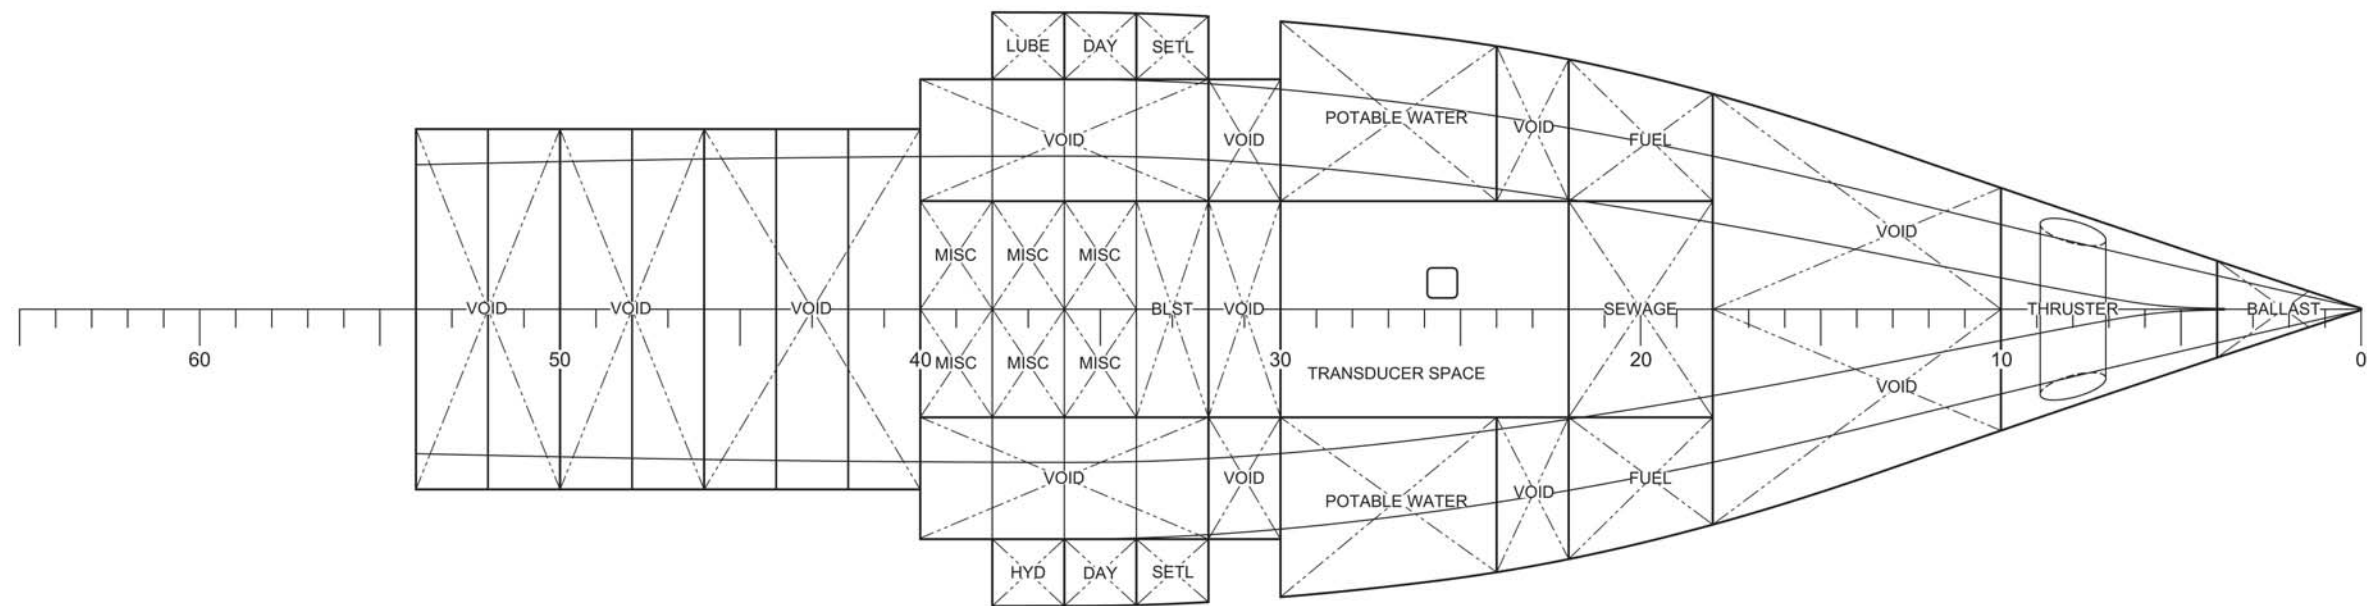 LUBE DAY SETL
POTABLE WATER
VOID
VOID VOID FUEL
VOID
MISC MISC MISC
VOID VOID VOID BLST VOID SEWAGE THRUSTER BALLAST
60 50 40 30 20 10 0
MISC MISC MISC
TRANSDUCER SPACE
VOID
VOID VOID FUEL
VOID
POTABLE WATER
HYD DAY SETL